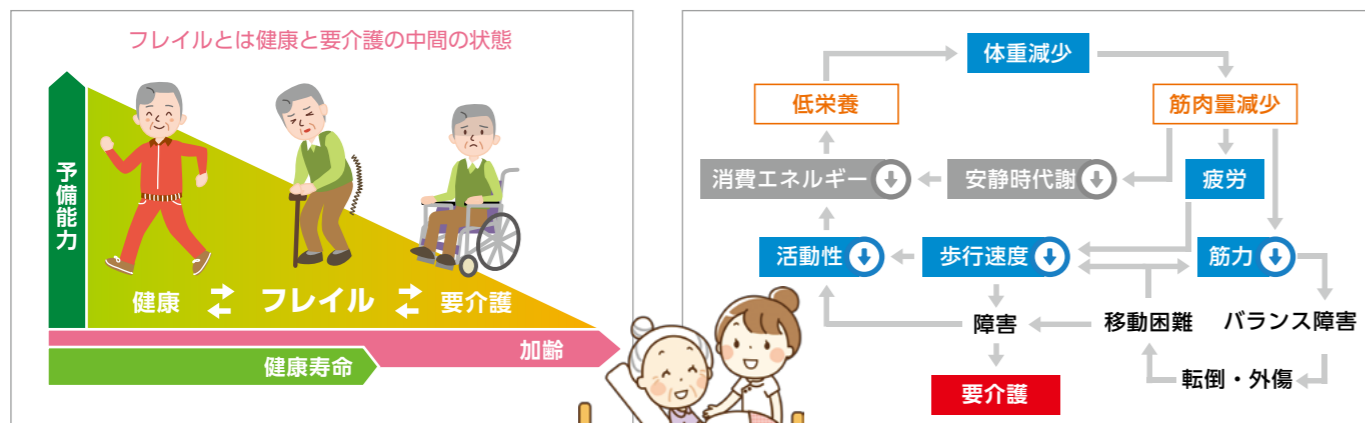 フレイルとは健康と要介護の中間の状態
予備能力
健康
フレイル
要介護
加齢
健康寿命
体重減少
低栄養
筋肉量減少
消費エネルギー
安静時代謝
疲労
活動性
歩行速度
筋力
障害
移動困難
バランス障害
転倒・外傷
要介護